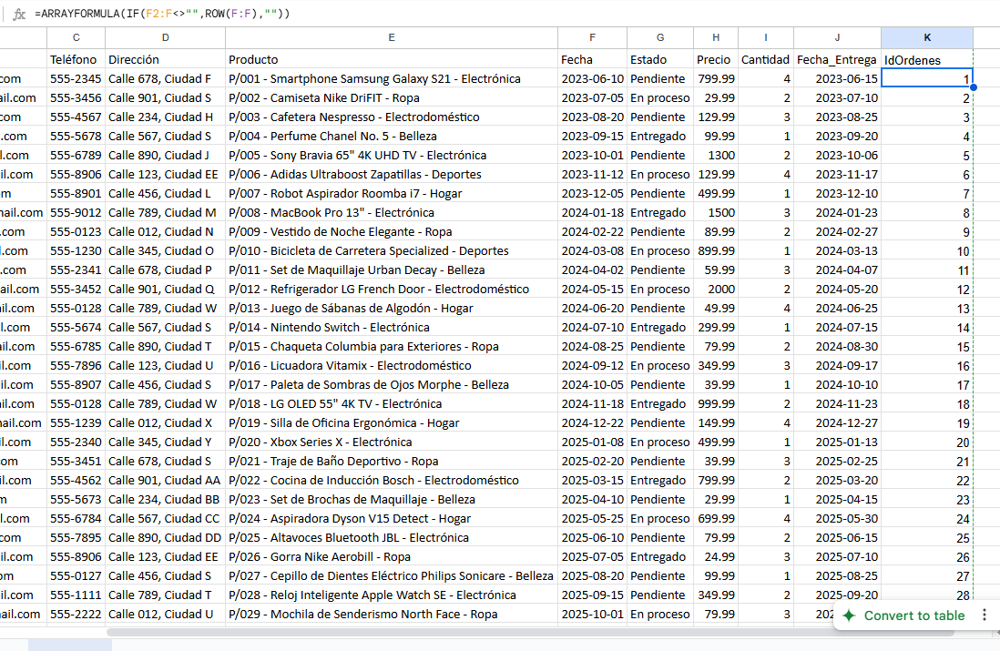 fx =ARRAYFORMULA(IF(F2:F<>"",ROW(F:F),""))
C D E F G H I J K
Teléfono Dirección Producto Fecha Estado Precio Cantidad Fecha_Entrega IdOrdenes
com 555-2345 Calle 678, Ciudad F P/001 - Smartphone Samsung Galaxy S21 - Electrónica 2023-06-10 Pendiente 799.99 4 2023-06-15 1
ail.com 555-3456 Calle 901, Ciudad S P/002 - Camiseta Nike DriFIT - Ropa 2023-07-05 En proceso 29.99 2 2023-07-10 2
com 555-4567 Calle 234, Ciudad H P/003 - Cafetera Nespresso - Electrodoméstico 2023-08-20 Pendiente 129.99 3 2023-08-25 3
.com 555-5678 Calle 567, Ciudad S P/004 - Perfume Chanel No. 5 - Belleza 2023-09-15 Entregado 99.99 1 2023-09-20 4
l.com 555-6789 Calle 890, Ciudad J P/005 - Sony Bravia 65" 4K UHD TV - Electrónica 2023-10-01 Pendiente 1300 2 2023-10-06 5
il.com 555-8906 Calle 123, Ciudad EE P/006 - Adidas Ultraboost Zapatillas - Deportes 2023-11-12 En proceso 129.99 4 2023-11-17 6
m 555-8901 Calle 456, Ciudad L P/007 - Robot Aspirador Roomba i7 - Hogar 2023-12-05 Pendiente 499.99 1 2023-12-10 7
nail.com 555-9012 Calle 789, Ciudad M P/008 - MacBook Pro 13" - Electrónica 2024-01-18 Entregado 1500 3 2024-01-23 8
.com 555-0123 Calle 012, Ciudad N P/009 - Vestido de Noche Elegante - Ropa 2024-02-22 Pendiente 89.99 2 2024-02-27 9
l.com 555-1230 Calle 345, Ciudad O P/010 - Bicicleta de Carretera Specialized - Deportes 2024-03-08 En proceso 899.99 1 2024-03-13 10
.com 555-2341 Calle 678, Ciudad P P/011 - Set de Maquillaje Urban Decay - Belleza 2024-04-02 Pendiente 59.99 3 2024-04-07 11
ail.com 555-3452 Calle 901, Ciudad Q P/012 - Refrigerador LG French Door - Electrodoméstico 2024-05-15 En proceso 2000 2 2024-05-20 12
il.com 555-0128 Calle 789, Ciudad W P/013 - Juego de Sábanas de Algodón - Hogar 2024-06-20 Pendiente 49.99 4 2024-06-25 13
l.com 555-5674 Calle 567, Ciudad S P/014 - Nintendo Switch - Electrónica 2024-07-10 Entregado 299.99 1 2024-07-15 14
ail.com 555-6785 Calle 890, Ciudad T P/015 - Chaqueta Columbia para Exteriores - Ropa 2024-08-25 Pendiente 79.99 2 2024-08-30 15
il.com 555-7896 Calle 123, Ciudad U P/016 - Licuadora Vitamix - Electrodoméstico 2024-09-12 En proceso 349.99 3 2024-09-17 16
il.com 555-8907 Calle 456, Ciudad S P/017 - Paleta de Sombras de Ojos Morphe - Belleza 2024-10-05 Pendiente 39.99 1 2024-10-10 17
il.com 555-0128 Calle 789, Ciudad W P/018 - LG OLED 55" 4K TV - Electrónica 2024-11-18 Entregado 999.99 2 2024-11-23 18
nail.com 555-1239 Calle 012, Ciudad X P/019 - Silla de Oficina Ergonómica - Hogar 2024-12-22 Pendiente 149.99 4 2024-12-27 19
il.com 555-2340 Calle 345, Ciudad Y P/020 - Xbox Series X - Electrónica 2025-01-08 En proceso 499.99 1 2025-01-13 20
om 555-3451 Calle 678, Ciudad S P/021 - Traje de Baño Deportivo - Ropa 2025-02-20 Pendiente 39.99 3 2025-02-25 21
il.com 555-4562 Calle 901, Ciudad AA P/022 - Cocina de Inducción Bosch - Electrodoméstico 2025-03-15 Entregado 799.99 2 2025-03-20 22
m 555-5673 Calle 234, Ciudad BB P/023 - Set de Brochas de Maquillaje - Belleza 2025-04-10 Pendiente 29.99 1 2025-04-15 23
l.com 555-6784 Calle 567, Ciudad CC P/024 - Aspiradora Dyson V15 Detect - Hogar 2025-05-25 En proceso 699.99 4 2025-05-30 24
com 555-7895 Calle 890, Ciudad DD P/025 - Altavoces Bluetooth JBL - Electrónica 2025-06-10 Pendiente 79.99 2 2025-06-15 25
il.com 555-8906 Calle 123, Ciudad EE P/026 - Gorra Nike Aerobill - Ropa 2025-07-05 Entregado 24.99 3 2025-07-10 26
om 555-0127 Calle 456, Ciudad S P/027 - Cepillo de Dientes Eléctrico Philips Sonicare - Belleza 2025-08-20 Pendiente 99.99 1 2025-08-25 27
il.com 555-1111 Calle 789, Ciudad T P/028 - Reloj Inteligente Apple Watch SE - Electrónica 2025-09-15 Pendiente 349.99 2 2025-09-20 28
ail.com 555-2222 Calle 012, Ciudad U P/029 - Mochila de Senderismo North Face - Ropa 2025-10-01 En proceso 79.99 3 202
Convert to table